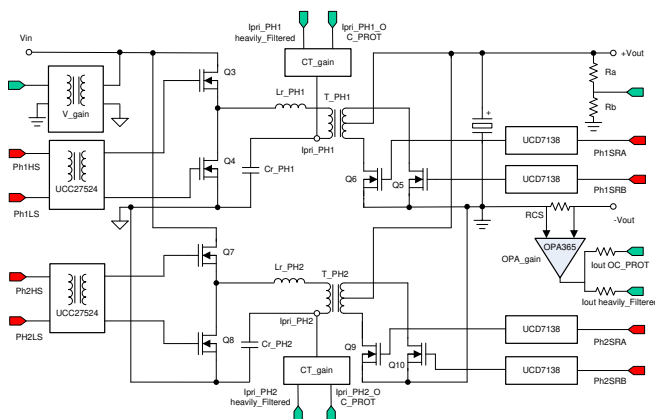 Ipri_PH1
heavily_Filtered
Ipri_PH1_O
C_PROT
Vin
+Vout
CT_gain
Q3
Ra
V_gain
Lr_PH1
T_PH1
Rb
+
Ph1HS
UCD7138
Ph1SRA
Ipri_PH1
Q4
Cr_PH1
Q6
Q5
UCD7138
Ph1SRB
UCC27524
Ph1LS
RCS
-Vout
Q7
OPA365
OPA_gain
Iout OC_PROT
Ph2HS
Lr_PH2
T_PH2
Iout heavily_Filtered
UCC27524
PH2LS
Ipri_PH2
UCD7138
Ph2SRA
Q8
Cr_PH2
Q9
Q10
CT_gain
UCD7138
Ph2SRB
Ipri_PH2
heavily_Filtered
Ipri_PH2_O
C_PROT